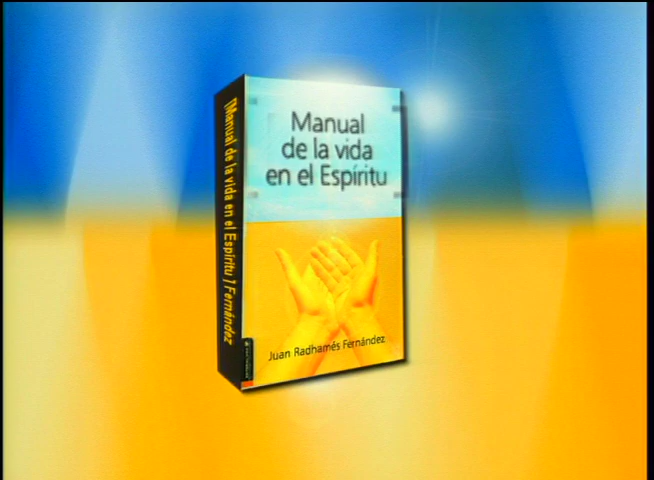 Manual
de la vida
en el Espíritu
Juan Radhamés Fernández
[Manual de la vida en el Espíritu] Fernández